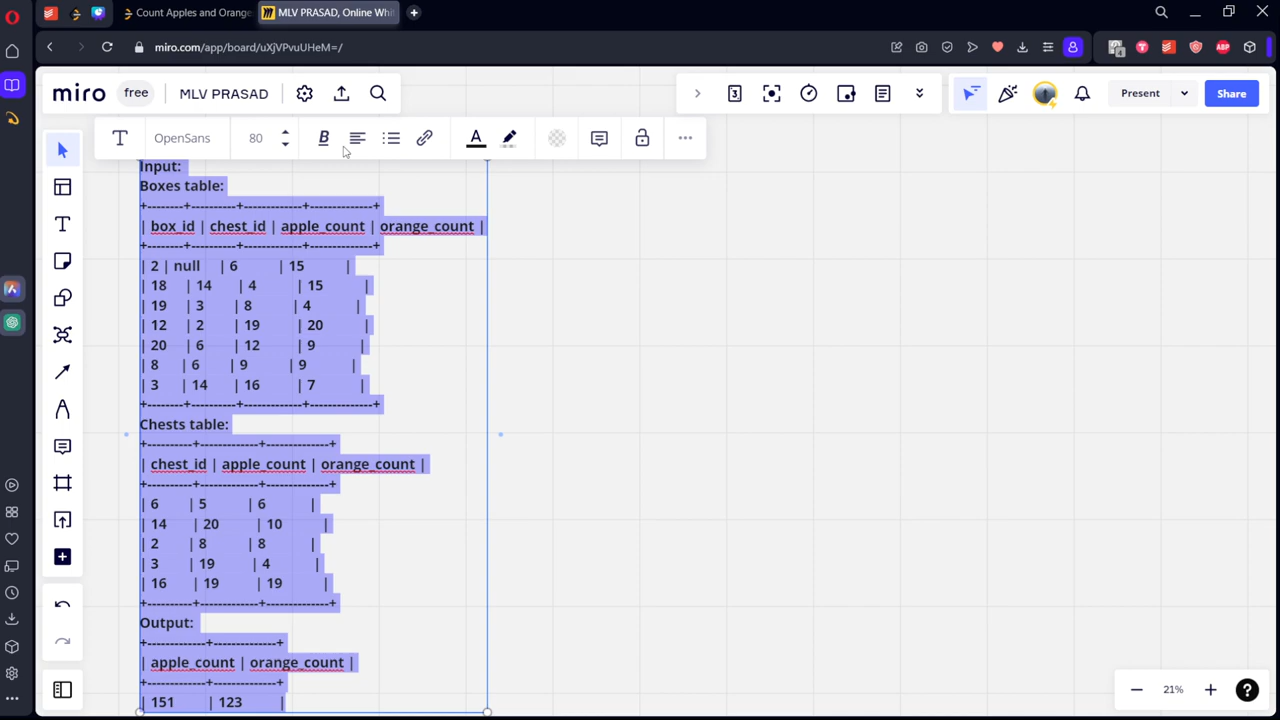 Count Apples and Orange
MLV PRASAD, Online Whi
miro.com/app/board/uXjVPvuUHeM=/
ABP
miro
free
MLV PRASAD
3
Present
Share
T
OpenSans
80
B
A
Input:
Boxes table:
+--------+----------+-------------+--------------+
| box_id | chest_id | apple_count | orange_count |
+--------+----------+-------------+--------------+
| 2 | null | 6 | 15 |
| 18 | 14 | 4 | 15 |
| 19 | 3 | 8 | 4 |
| 12 | 2 | 19 | 20 |
| 20 | 6 | 12 | 9 |
| 8 | 6 | 9 | 9 |
| 3 | 14 | 16 | 7 |
+--------+----------+-------------+--------------+
Chests table:
+----------+-------------+--------------+
| chest_id | apple_count | orange_count |
+----------+-------------+--------------+
| 6 | 5 | 6 |
| 14 | 20 | 10 |
| 2 | 8 | 8 |
| 3 | 19 | 4 |
| 16 | 19 | 19 |
+----------+-------------+--------------+
Output:
+-------------+--------------+
| apple_count | orange_count |
+-------------+--------------+
| 151 | 123 |
21%